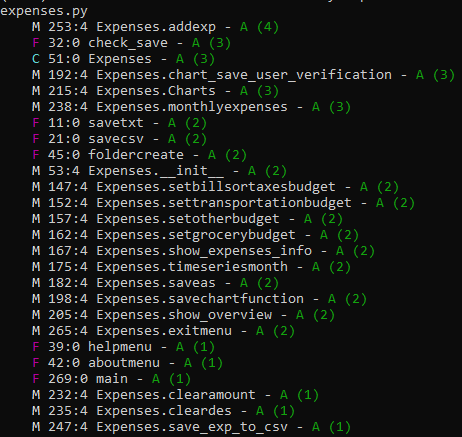 expenses.py
M 253:4 Expenses.addexp - A (4)
F 32:0 check_save - A (3)
C 51:0 Expenses - A (3)
M 192:4 Expenses.chart_save_user_verification - A (3)
M 215:4 Expenses.Charts - A (3)
M 238:4 Expenses.monthlyexpenses - A (3)
F 11:0 savetxt - A (2)
F 21:0 savecsv - A (2)
F 45:0 foldercreate - A (2)
M 53:4 Expenses.__init__ - A (2)
M 147:4 Expenses.setbillsortaxesbudget - A (2)
M 152:4 Expenses.settransportationbudget - A (2)
M 157:4 Expenses.setotherbudget - A (2)
M 162:4 Expenses.setgrocerybudget - A (2)
M 167:4 Expenses.show_expenses_info - A (2)
M 175:4 Expenses.timeseriesmonth - A (2)
M 182:4 Expenses.saveas - A (2)
M 198:4 Expenses.savechartfunction - A (2)
M 205:4 Expenses.show_overview - A (2)
M 265:4 Expenses.exitmenu - A (2)
F 39:0 helpmenu - A (1)
F 42:0 aboutmenu - A (1)
F 269:0 main - A (1)
M 232:4 Expenses.clearamount - A (1)
M 235:4 Expenses.cleardes - A (1)
M 247:4 Expenses.save_exp_to_csv - A (1)